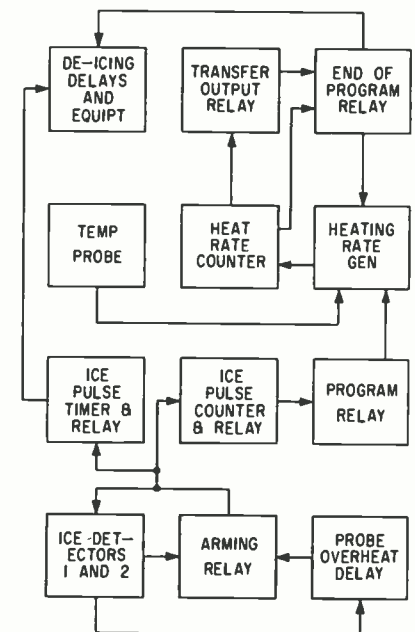 DE-ICING
DELAYS
AND
EQUIPT
TRANSFER
OUTPUT
RELAY
END OF
PROGRAM
RELAY
TEMP
PROBE
HEAT
RATE
COUNTER
HEATING
RATE
GEN
ICE
PULSE
TIMER &
RELAY
ICE
PULSE
COUNTER
& RELAY
PROGRAM
RELAY
ICE-DET-
ECTORS
1 AND 2
ARMING
RELAY
PROBE
OVERHEAT
DELAY